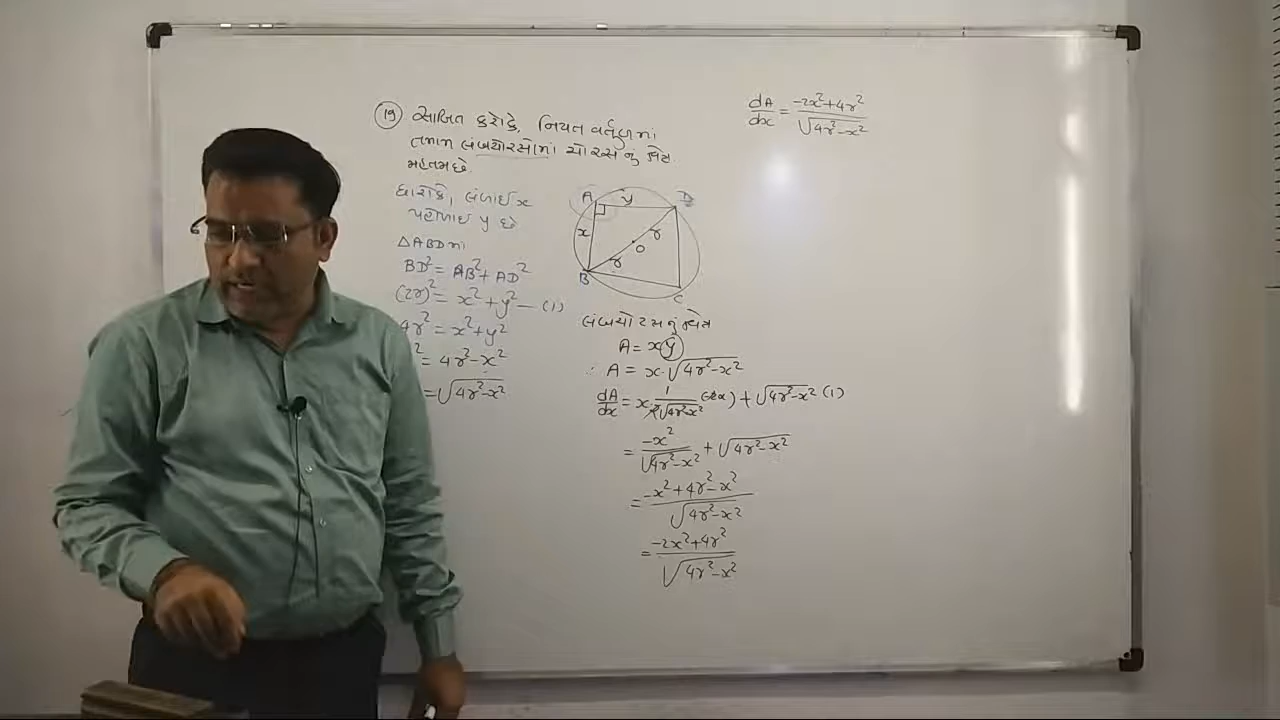 (19) સાબિત કરો કે, નિયત વર્તુળમાં
તમામ લંબચોરસોમાં ચોરસનું ક્ષેત્ર
મહત્તમ છે
ધારો કે, લંબાઈ x
પહોળાઈ y છે
△ABD માં
BD² = AB² + AD²
(2r)² = x² + y² — (1)
4r² = x² + y²
² = 4r² - x²
= √4r²-x²
A y D
x r O
r
B C
લંબચોરસનું ક્ષેત્ર
A = xy
∴ A = x·√4r²-x²
dA/dx = x · 1/2√4r²-x² (-2x) + √4r²-x² (1)
= -x²/√4r²-x² + √4r²-x²
= -x²+4r²-x²/√4r²-x²
= -2x²+4r²/√4r²-x²
dA/dx = -2x²+4r²/√4r²-x²